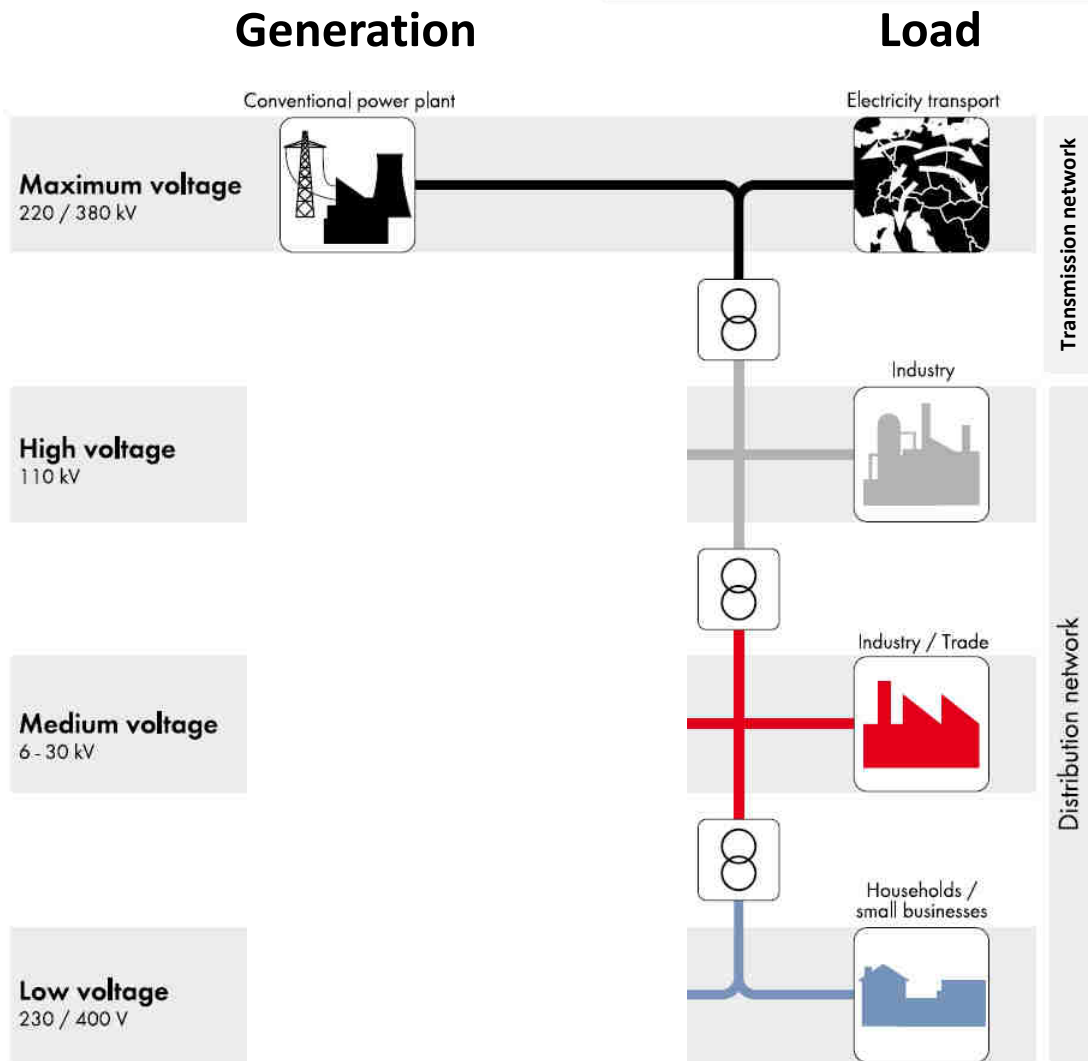 Generation
Load
Conventional power plant
Electricity transport
Maximum voltage
220 / 380 kV
Transmission network
Industry
High voltage
110 kV
Industry / Trade
Medium voltage
6 - 30 kV
Distribution network
Households /
small businesses
Low voltage
230 / 400 V